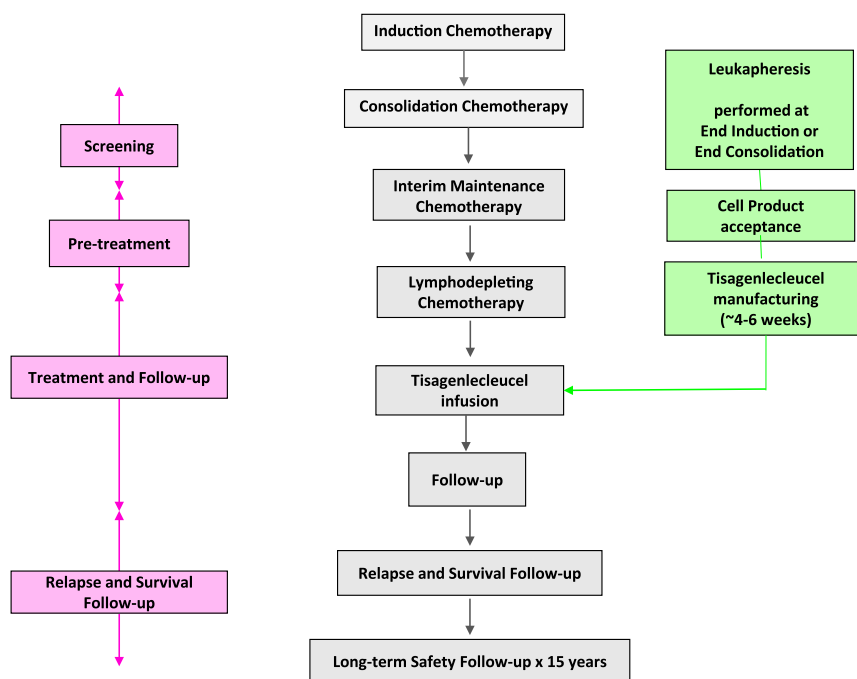 Induction Chemotherapy
Consolidation Chemotherapy
Interim Maintenance
Chemotherapy
Lymphodepleting
Chemotherapy
Tisagenlecleucel
infusion
Follow-up
Relapse and Survival Follow-up
Long-term Safety Follow-up x 15 years
Screening
Pre-treatment
Treatment and Follow-up
Relapse and Survival
Follow-up
Leukapheresis
performed at
End Induction or
End Consolidation
Cell Product
acceptance
Tisagenlecleucel
manufacturing
(~4-6 weeks)